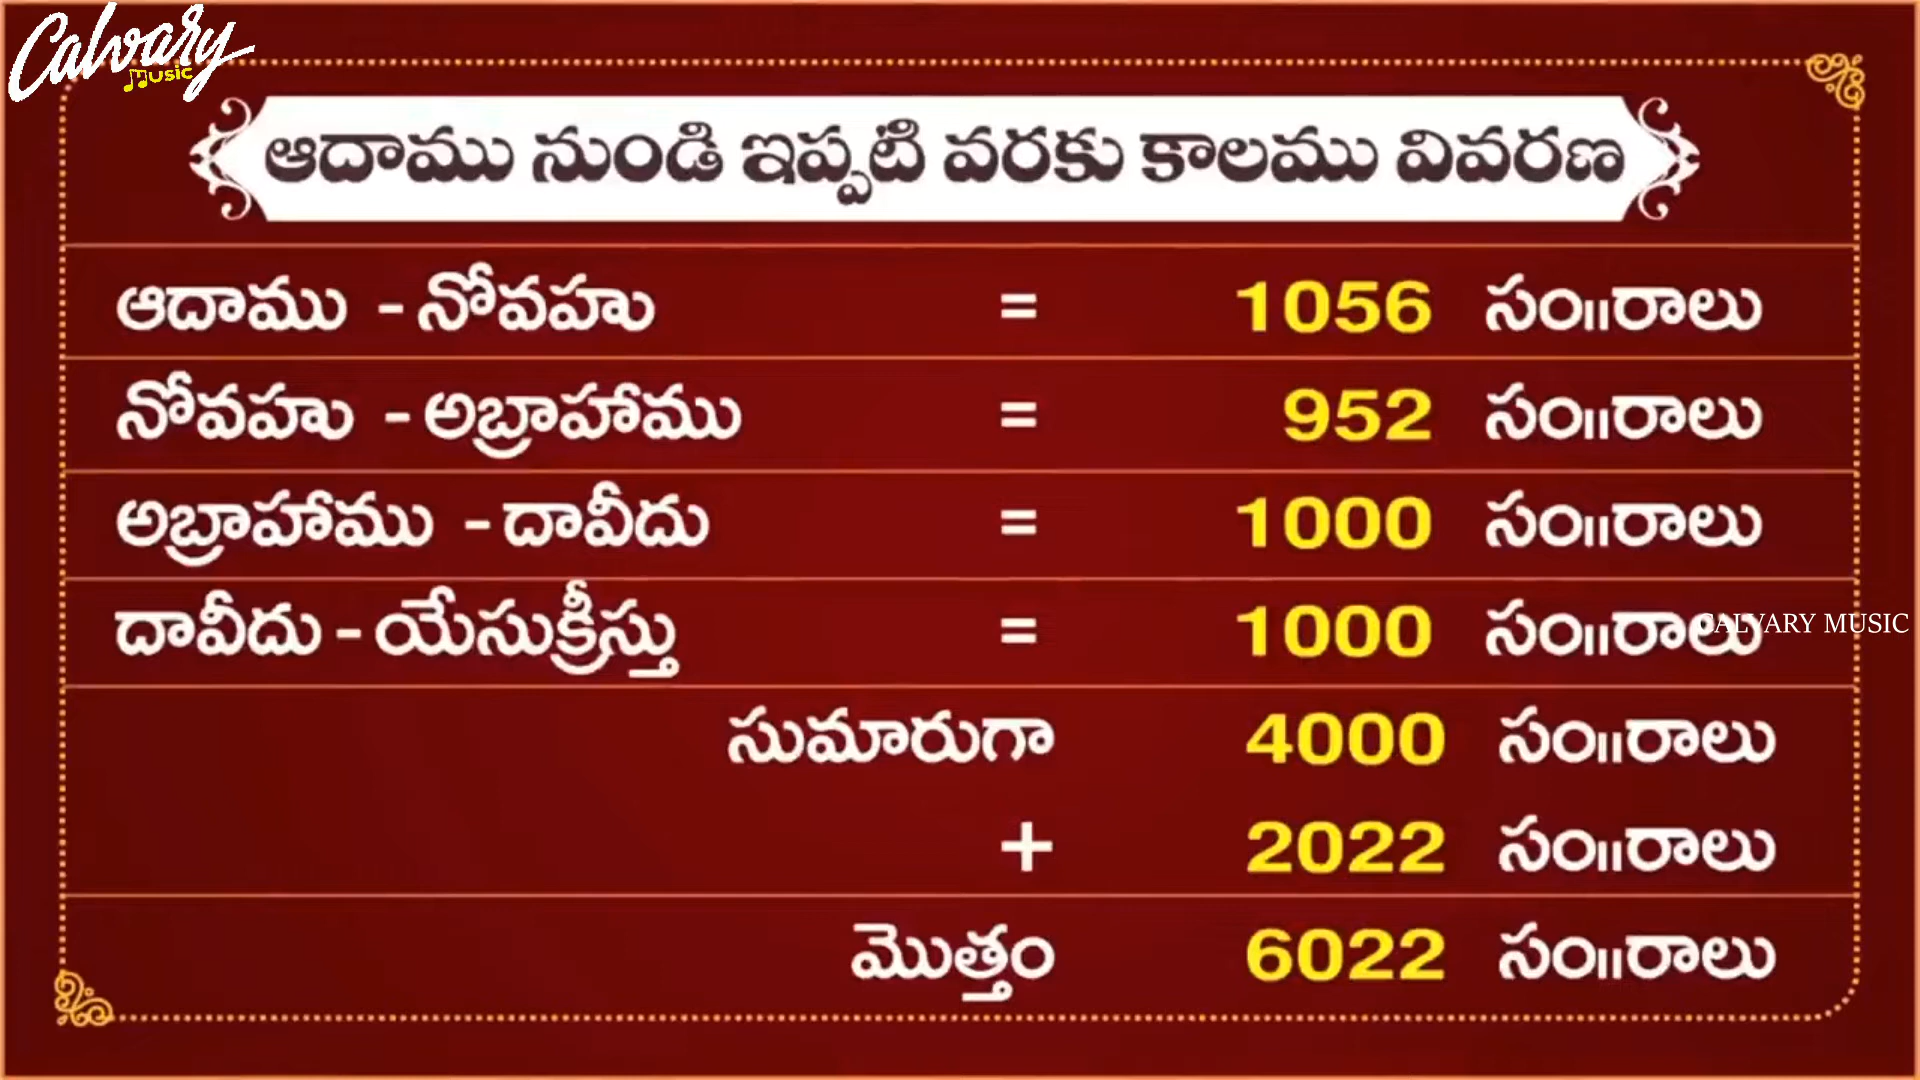 Calvary
music
ఆదాము నుండి ఇప్పటి వరకు కాలము వివరణ
ఆదాము - నోవహు = 1056 సం॥రాలు
నోవహు - అబ్రాహాము = 952 సం॥రాలు
అబ్రాహాము - దావీదు = 1000 సం॥రాలు
దావీదు - యేసుక్రీస్తు = 1000 సం॥రాలు
CALVARY MUSIC
సుమారుగా 4000 సం॥రాలు
+ 2022 సం॥రాలు
మొత్తం 6022 సం॥రాలు